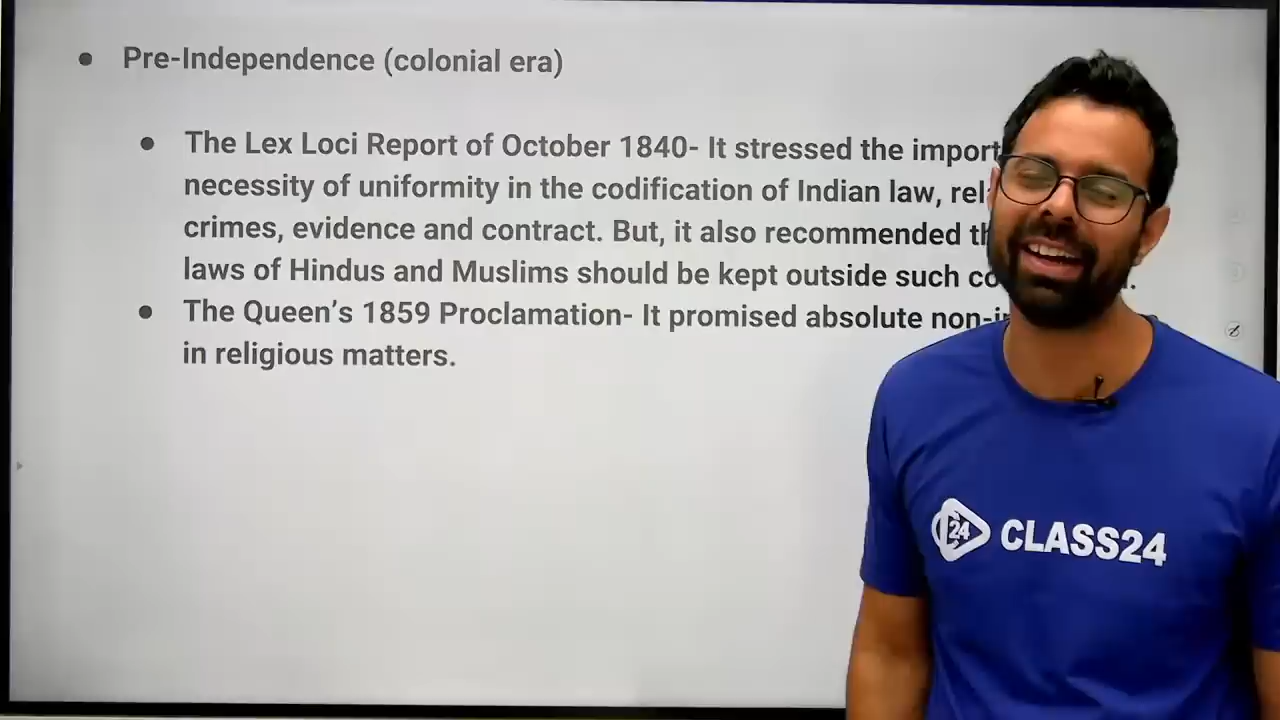 Pre-Independence (colonial era)
The Lex Loci Report of October 1840- It stressed the import
necessity of uniformity in the codification of Indian law, rel
crimes, evidence and contract. But, it also recommended th
laws of Hindus and Muslims should be kept outside such co
The Queen's 1859 Proclamation- It promised absolute non-i
in religious matters.
24 CLASS24